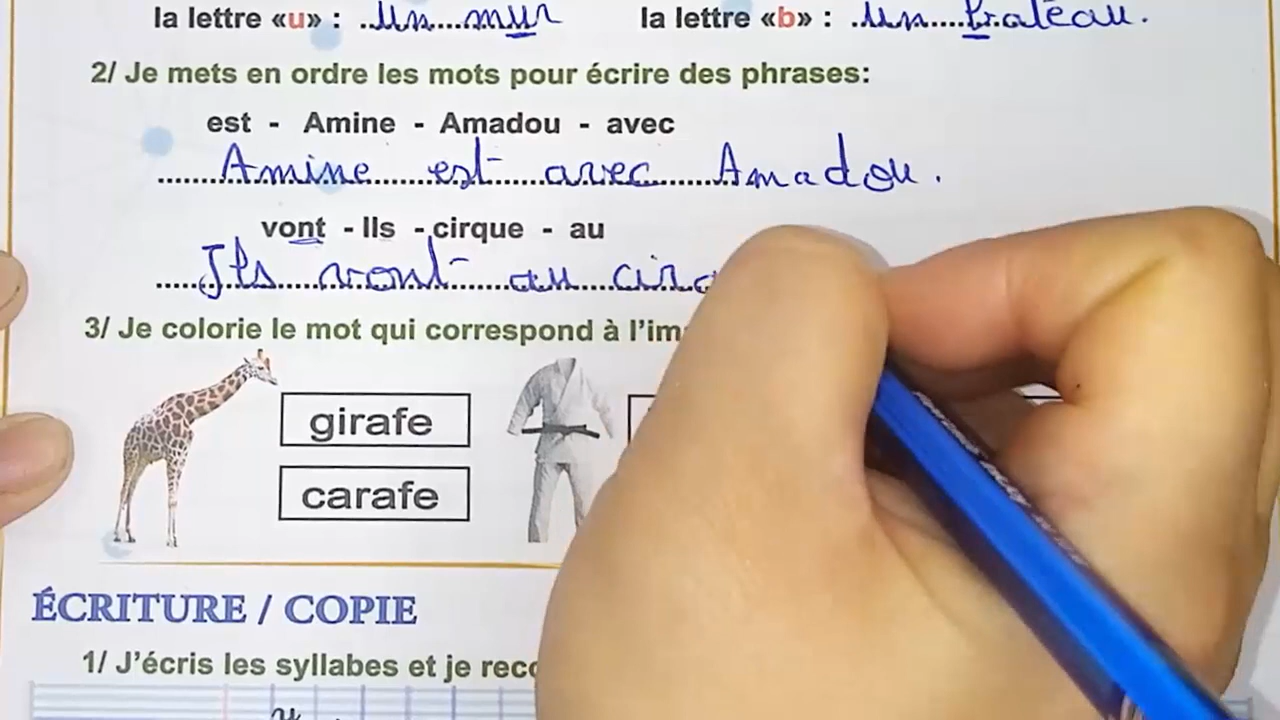 la lettre «u» : un mur la lettre «b» : un bateau.
2/ Je mets en ordre les mots pour écrire des phrases:
est - Amine - Amadou - avec
Amine est avec Amadou.
vont - Ils - cirque - au
Ils vont au circ
3/ Je colorie le mot qui correspond à l'im
girafe
carafe
ÉCRITURE / COPIE
1/ J'écris les syllabes et je reco